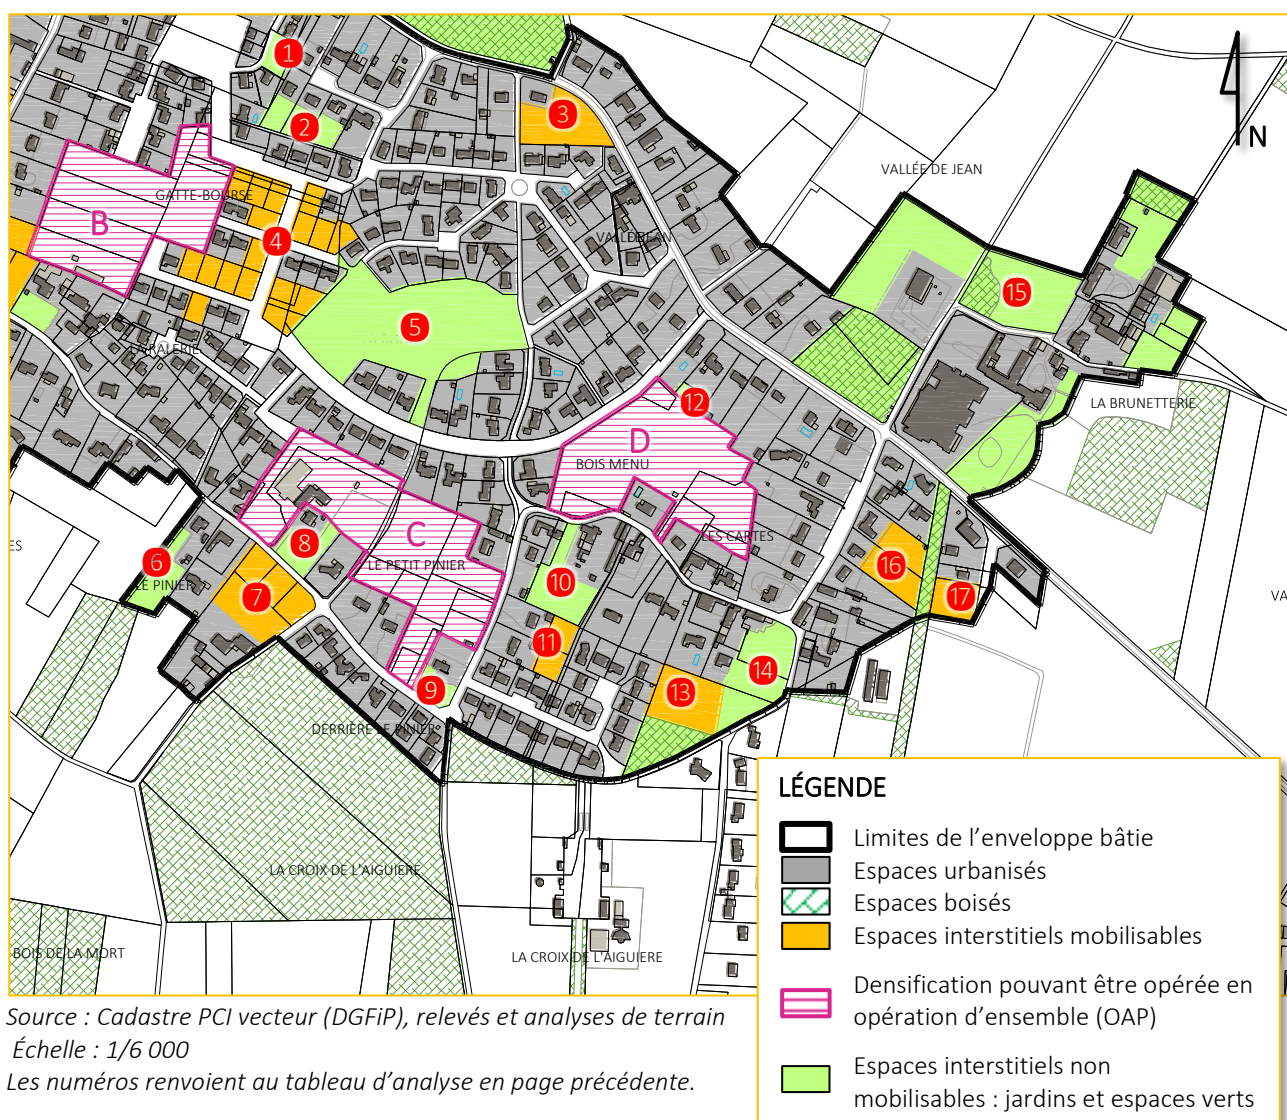 1
2
3
N
VALLÉE DE JEAN
GATTE-BOURSE
B
4
VALLÉJEAN
15
5
LA BRUNETTERIE
12
D
BOIS MENU
C
LES CARTES
8
LE PETIT PINIER
6
LE PINIER
16
10
7
17
11
14
9
13
DERRIÈRE LE PINIER
LA CROIX DE L'AIGUIERE
BOIS DE LA MORT
LA CROIX DE L'AIGUIERE
LÉGENDE
Limites de l'enveloppe bâtie
Espaces urbanisés
Espaces boisés
Espaces interstitiels mobilisables
Densification pouvant être opérée en
opération d'ensemble (OAP)
Espaces interstitiels non
mobilisables : jardins et espaces verts
Source : Cadastre PCI vecteur (DGFiP), relevés et analyses de terrain
Échelle : 1/6 000
Les numéros renvoient au tableau d'analyse en page précédente.